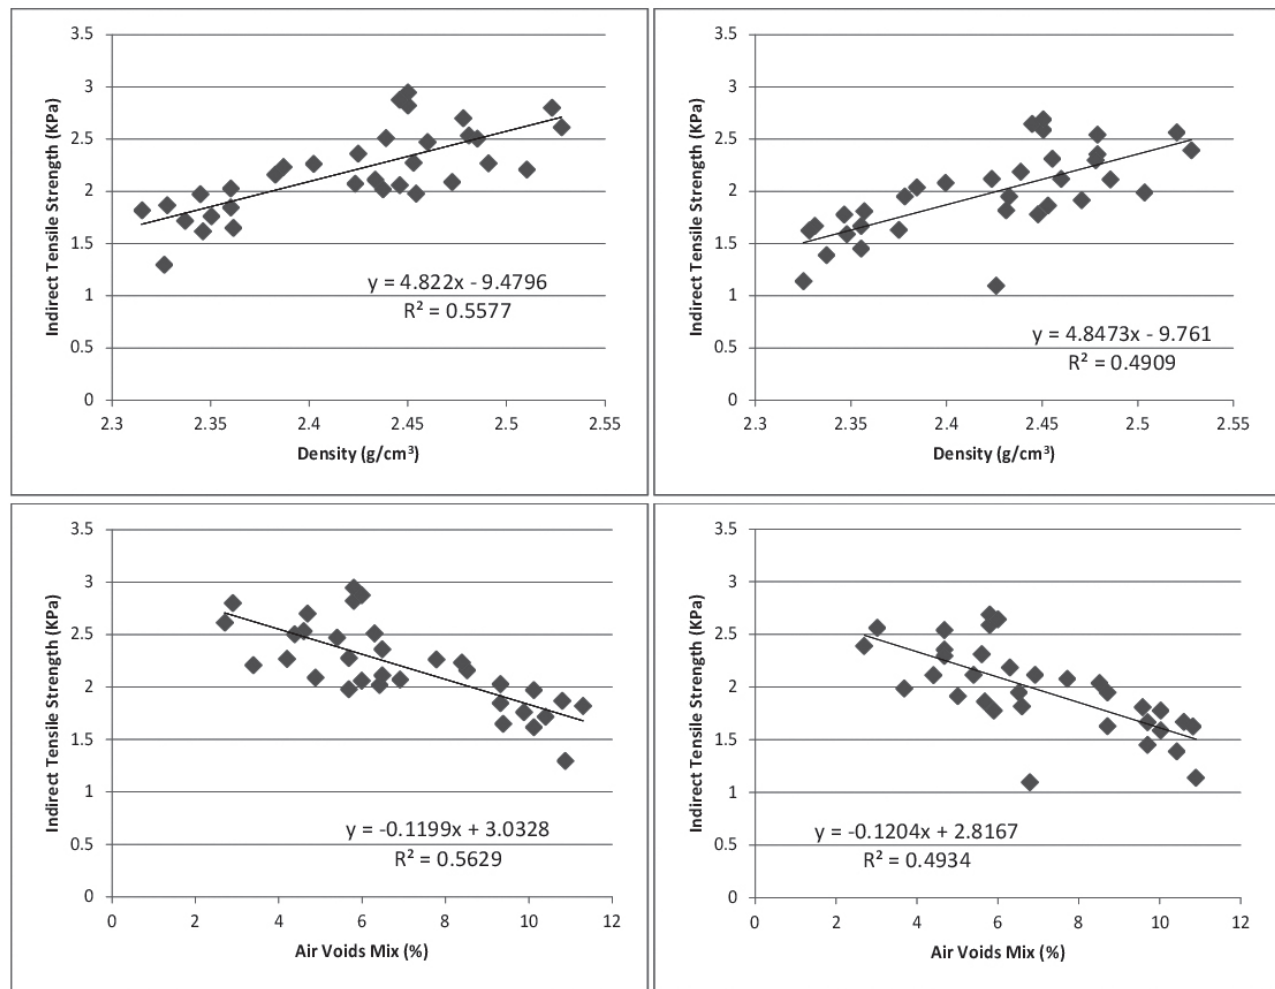 3.5
3
2.5
2
1.5
1
0.5
0
Indirect Tensile Strength (KPa)
y = 4.822x - 9.4796
R² = 0.5577
2.3 2.35 2.4 2.45 2.5 2.55
Density (g/cm³)
3.5
3
2.5
2
1.5
1
0.5
0
Indirect Tensile Strength (KPa)
y = 4.8473x - 9.761
R² = 0.4909
2.3 2.35 2.4 2.45 2.5 2.55
Density (g/cm³)
3.5
3
2.5
2
1.5
1
0.5
0
Indirect Tensile Strength (KPa)
y = -0.1199x + 3.0328
R² = 0.5629
0 2 4 6 8 10 12
Air Voids Mix (%)
3.5
3
2.5
2
1.5
1
0.5
0
Indirect Tensile Strength (KPa)
y = -0.1204x + 2.8167
R² = 0.4934
0 2 4 6 8 10 12
Air Voids Mix (%)